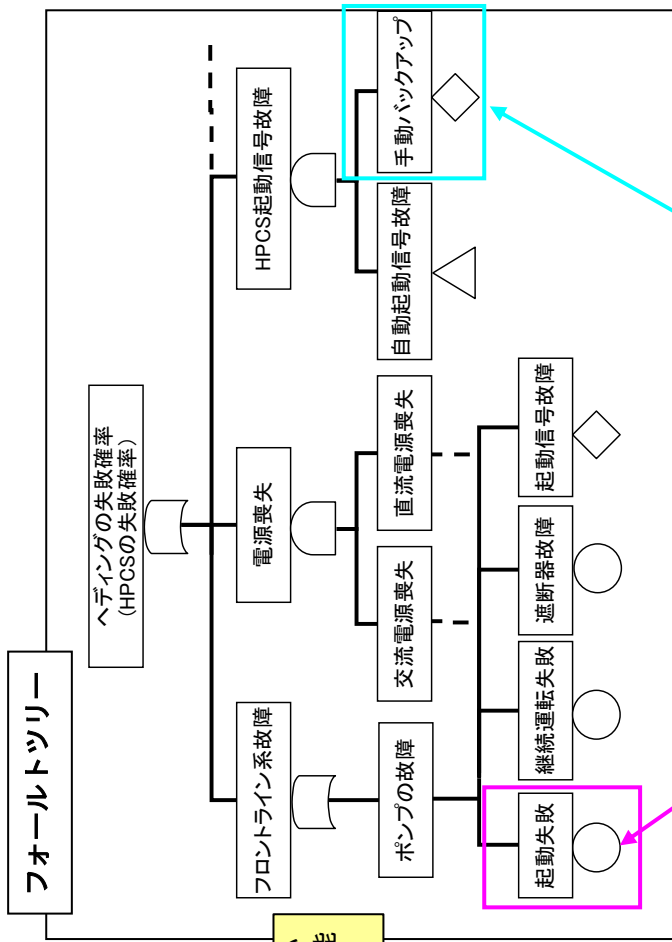 フォールトツリー
ヘディングの失敗確率
(HPCSの失敗確率)
フロントライン系故障
電源喪失
HPCS起動信号故障
ポンプの故障
交流電源喪失
直流電源喪失
自動起動信号故障
手動バックアップ
起動失敗
継続運転失敗
遮断器故障
起動信号故障